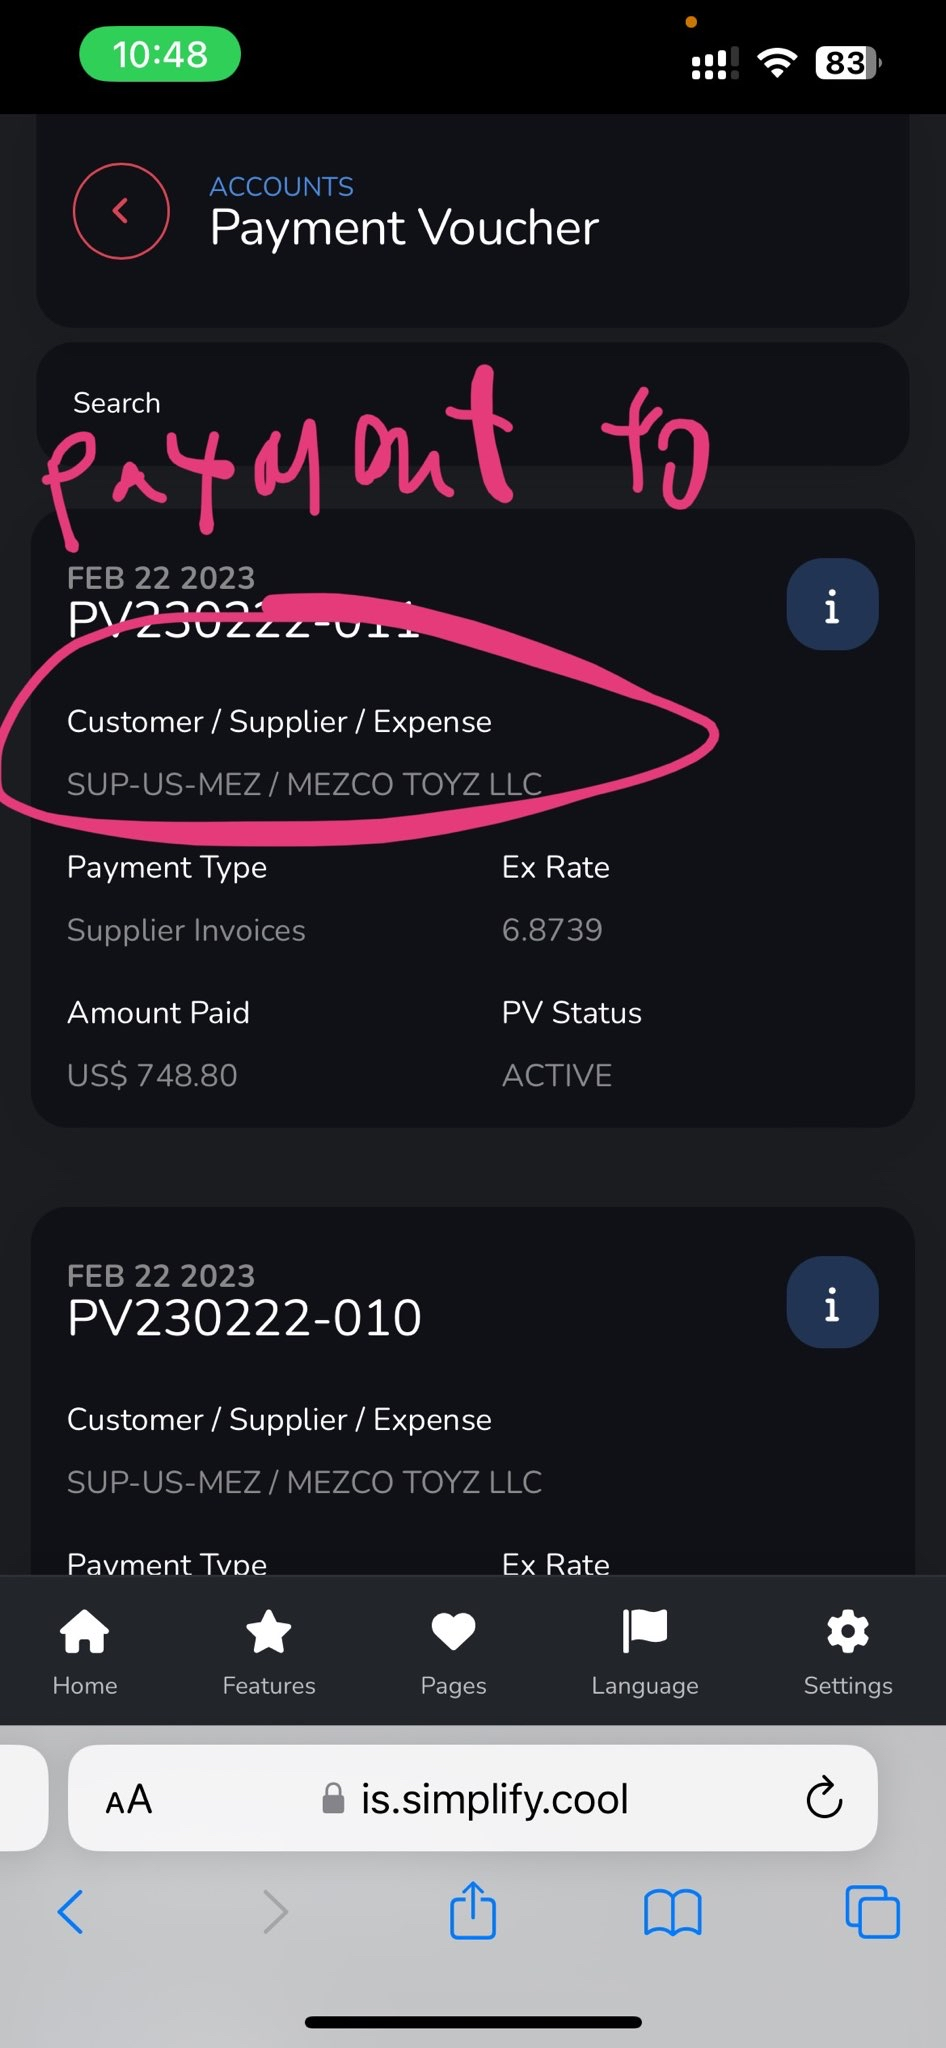 10:48
83
ACCOUNTS
Payment Voucher
Search
payment to
FEB 22 2023
PV230222-011
i
Customer / Supplier / Expense
SUP-US-MEZ / MEZCO TOYZ LLC
Payment Type Ex Rate
Supplier Invoices 6.8739
Amount Paid PV Status
US$ 748.80 ACTIVE
FEB 22 2023
PV230222-010
i
Customer / Supplier / Expense
SUP-US-MEZ / MEZCO TOYZ LLC
Payment Type Ex Rate
Home Features Pages Language Settings
AA is.simplify.cool